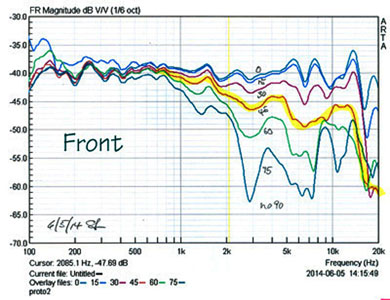 FR Magnitude dB V/V (1/6 oct)
-30.0
-35.0
-40.0
-45.0
-50.0
-55.0
-60.0
-65.0
-70.0
R
T
A
0
15
30
45
60
75
no 90
Front
6/5/14
100
200
500
1k
2k
5k
10k
20k
Cursor: 2085.1 Hz, -47.69 dB
Frequency (Hz)
Current file: Untitled
2014-06-05 14:15:49
Overlay files: 0 15 30 45 60 75
proto2